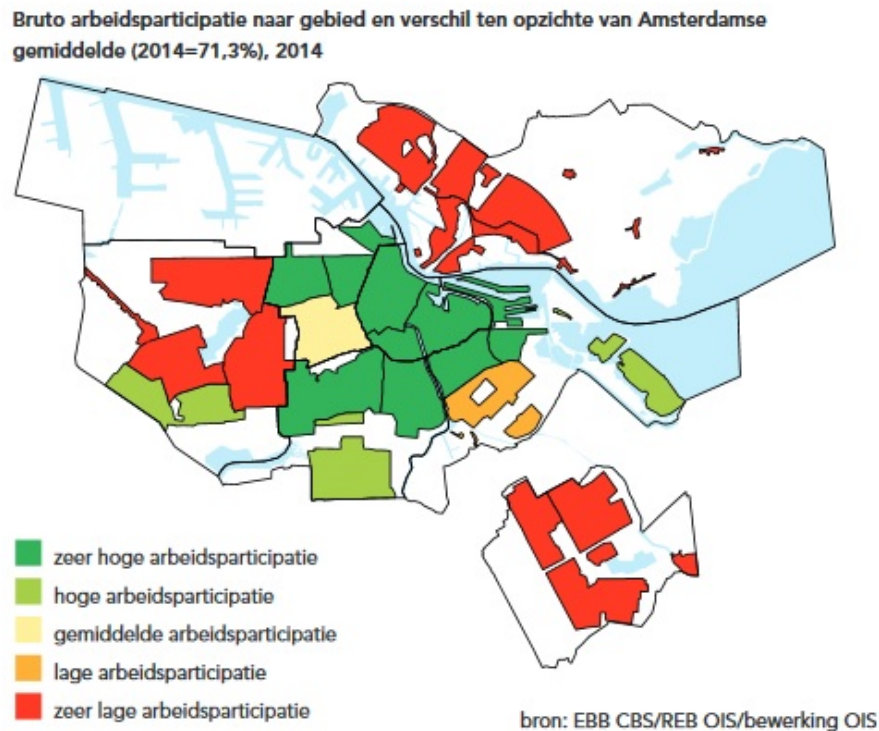 Bruto arbeidsparticipatie naar gebied en verschil ten opzichte van Amsterdamse
gemiddelde (2014=71,3%), 2014
zeer hoge arbeidsparticipatie
hoge arbeidsparticipatie
gemiddelde arbeidsparticipatie
lage arbeidsparticipatie
zeer lage arbeidsparticipatie
bron: EBB CBS/REB OIS/bewerking OIS